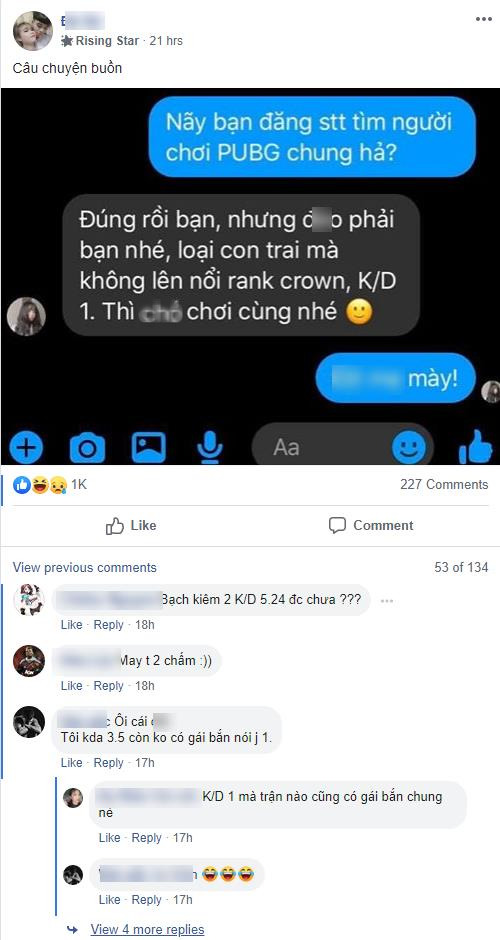 Rising Star · 21 hrs
Câu chuyện buồn
Nãy bạn đăng stt tìm người
chơi PUBG chung hả?
Đúng rồi bạn, nhưng phải
bạn nhé, loại con trai mà
không lên nổi rank crown, K/D
1. Thì chơi cùng nhé 🙂
mày!
Aa
1K
227 Comments
Like
Comment
View previous comments
53 of 134
Bạch kiêm 2 K/D 5.24 đc chưa ???
Like · Reply · 18h
May t 2 chấm :))
Like · Reply · 18h
Ôi cái
Tôi kda 3.5 còn ko có gái bắn nói j 1.
Like · Reply · 17h
K/D 1 mà trận nào cũng có gái bắn chung
né
Like · Reply · 17h
😂😂😂
Like · Reply · 17h
View 4 more replies